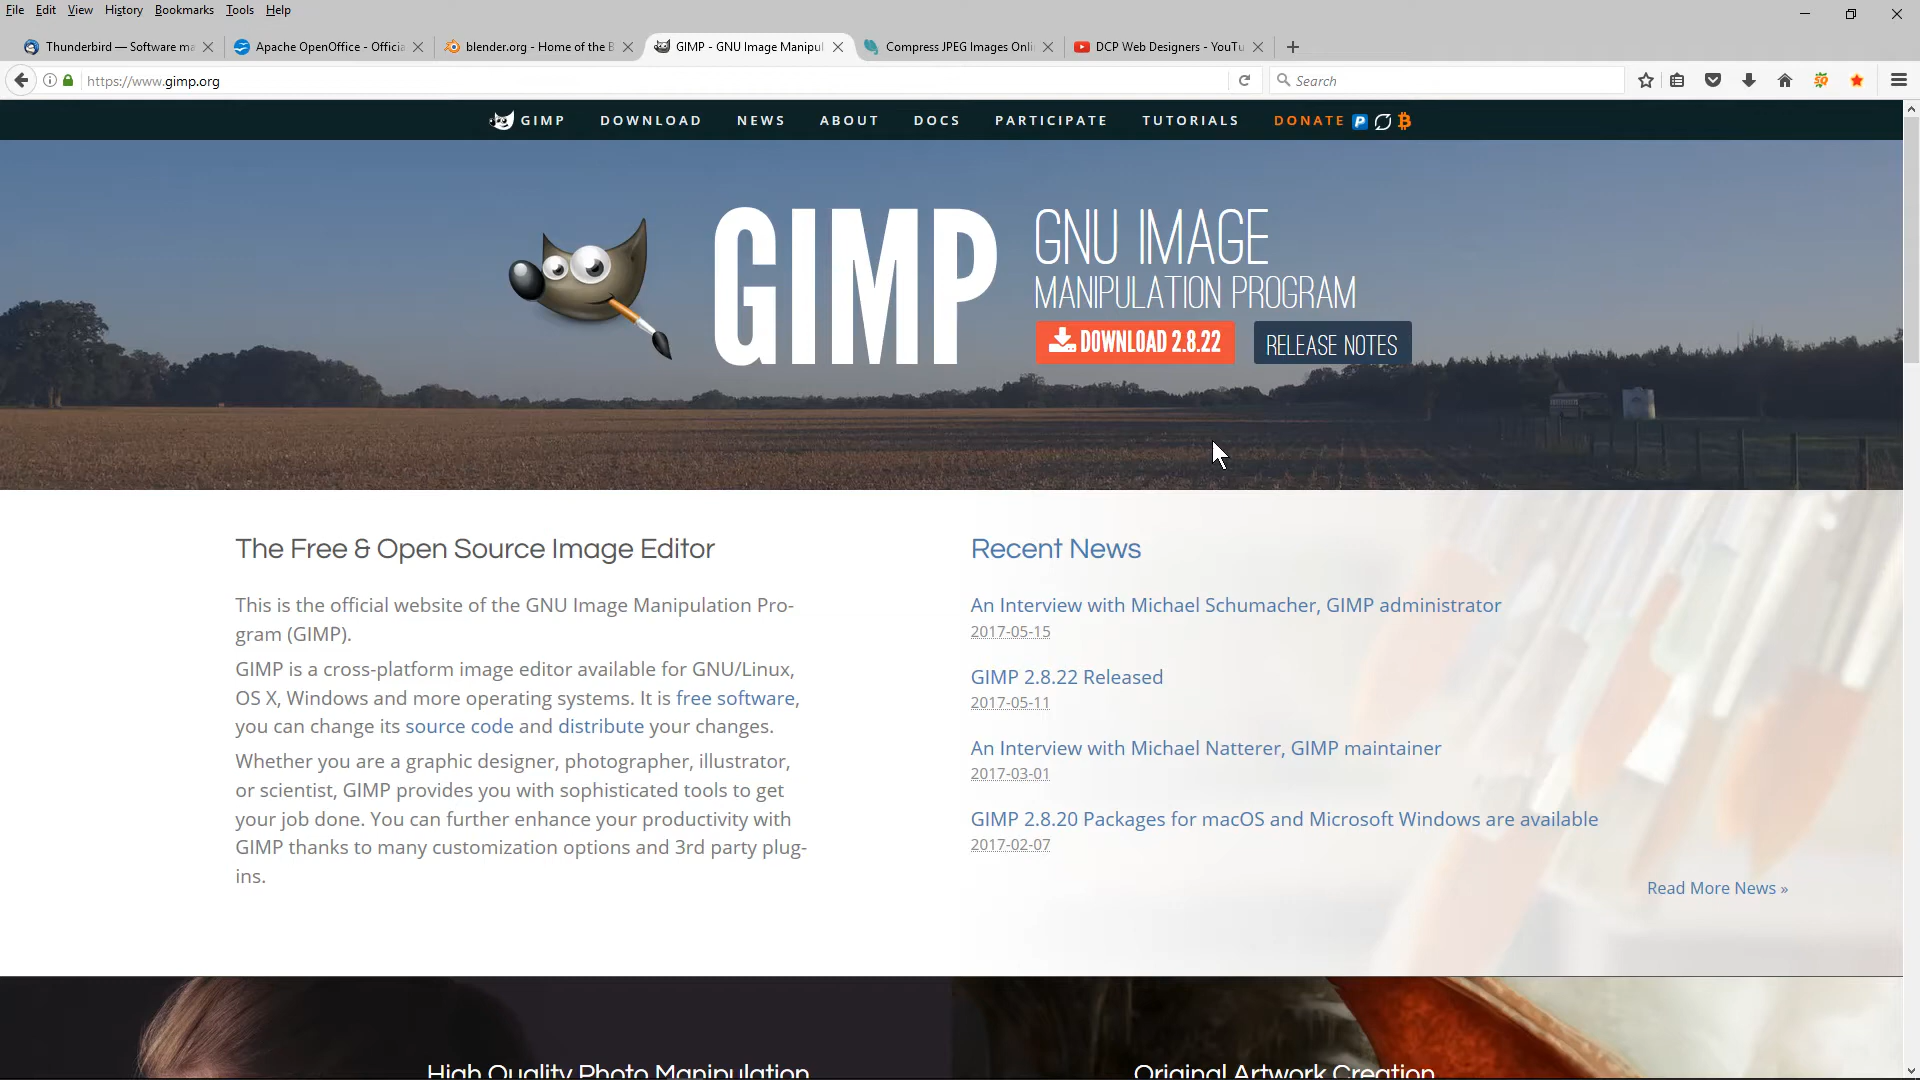 File Edit View History Bookmarks Tools Help
Thunderbird — Software ma
Apache OpenOffice - Officia
blender.org - Home of the B
GIMP - GNU Image Manipul
Compress JPEG Images Onli
DCP Web Designers - YouTu
https://www.gimp.org
Search
GIMP DOWNLOAD NEWS ABOUT DOCS PARTICIPATE TUTORIALS DONATE
GIMP
GNU IMAGE
MANIPULATION PROGRAM
DOWNLOAD 2.8.22
RELEASE NOTES
The Free & Open Source Image Editor
This is the official website of the GNU Image Manipulation Pro-
gram (GIMP).
GIMP is a cross-platform image editor available for GNU/Linux,
OS X, Windows and more operating systems. It is free software,
you can change its source code and distribute your changes.
Whether you are a graphic designer, photographer, illustrator,
or scientist, GIMP provides you with sophisticated tools to get
your job done. You can further enhance your productivity with
GIMP thanks to many customization options and 3rd party plug-
ins.
Recent News
An Interview with Michael Schumacher, GIMP administrator
2017-05-15
GIMP 2.8.22 Released
2017-05-11
An Interview with Michael Natterer, GIMP maintainer
2017-03-01
GIMP 2.8.20 Packages for macOS and Microsoft Windows are available
2017-02-07
Read More News »
High Quality Photo Manipulation
Original Artwork Creation